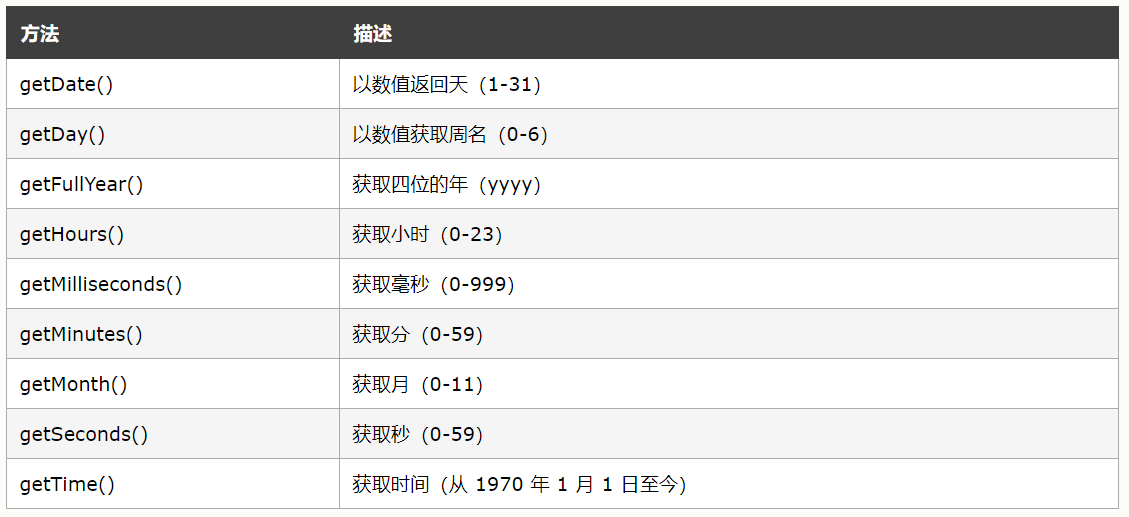 方法 描述
getDate() 以数值返回天（1-31）
getDay() 以数值获取周名（0-6）
getFullYear() 获取四位的年（yyyy）
getHours() 获取小时（0-23）
getMilliseconds() 获取毫秒（0-999）
getMinutes() 获取分（0-59）
getMonth() 获取月（0-11）
getSeconds() 获取秒（0-59）
getTime() 获取时间（从 1970 年 1 月 1 日至今）